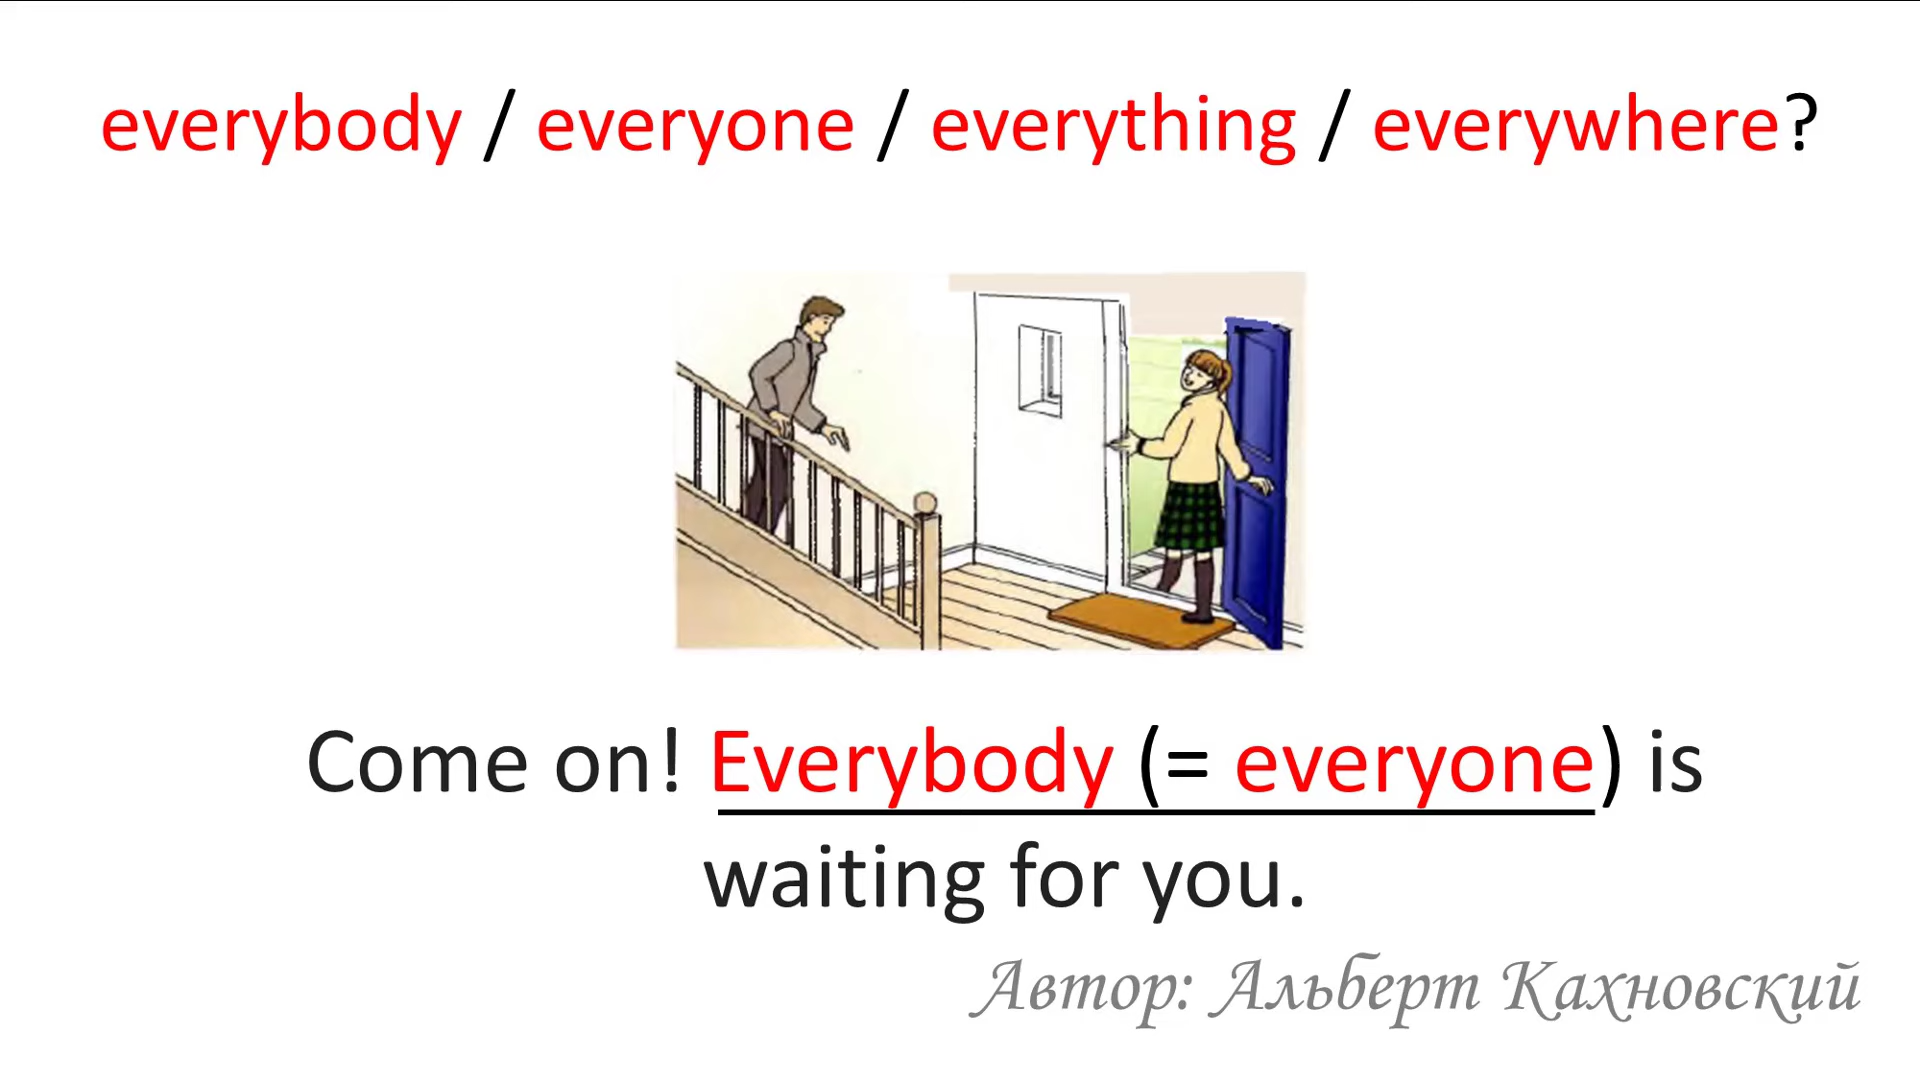 everybody / everyone / everything / everywhere?
Come on! Everybody (= everyone) is
waiting for you.
Автор: Альберт Кахновский